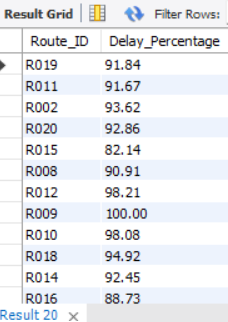 Result Grid Filter Rows:
Route_ID Delay_Percentage
R019 91.84
R011 91.67
R002 93.62
R020 92.86
R015 82.14
R008 90.91
R012 98.21
R009 100.00
R010 98.08
R018 94.92
R014 92.45
R016 88.73
Result 20 ×